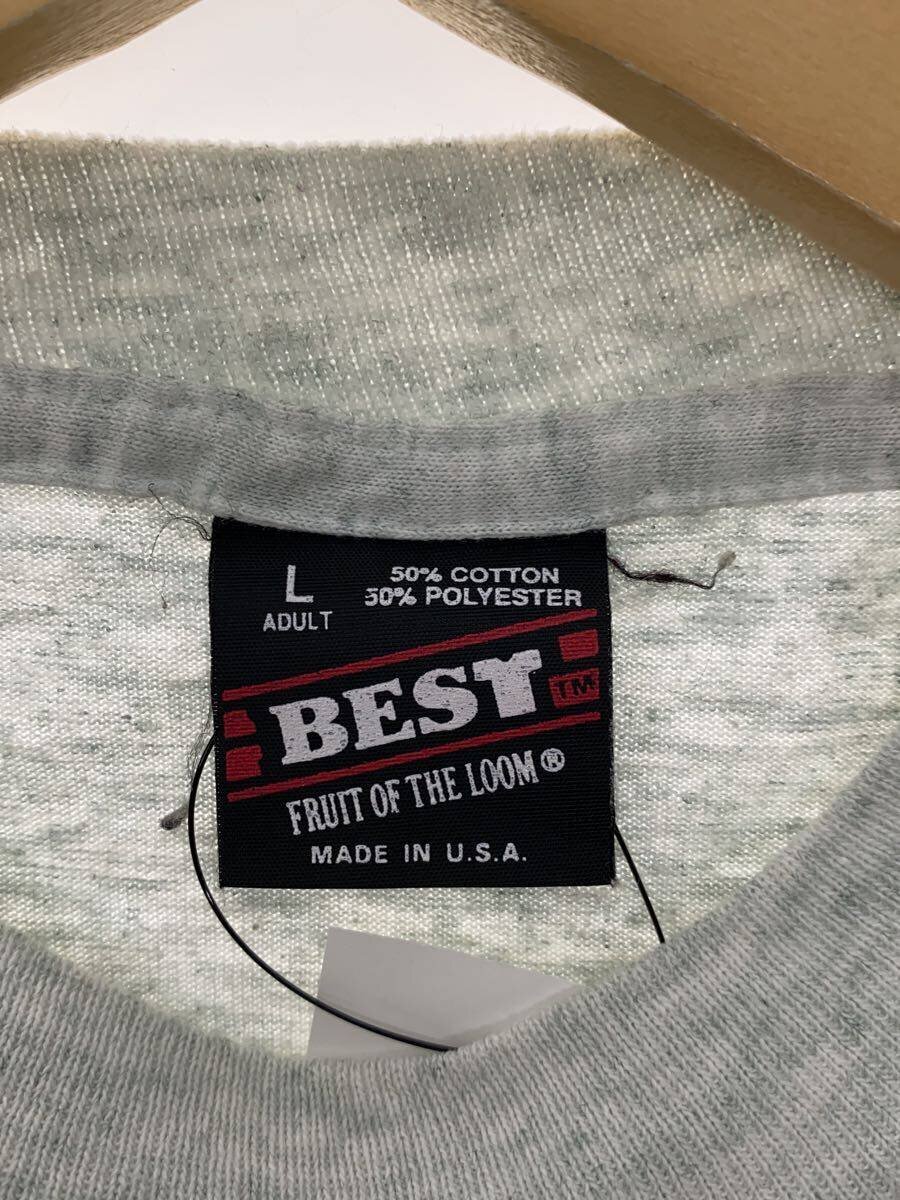 L
ADULT
50% COTTON
50% POLYESTER
BEST TM
FRUIT OF THE LOOM®
MADE IN U.S.A.